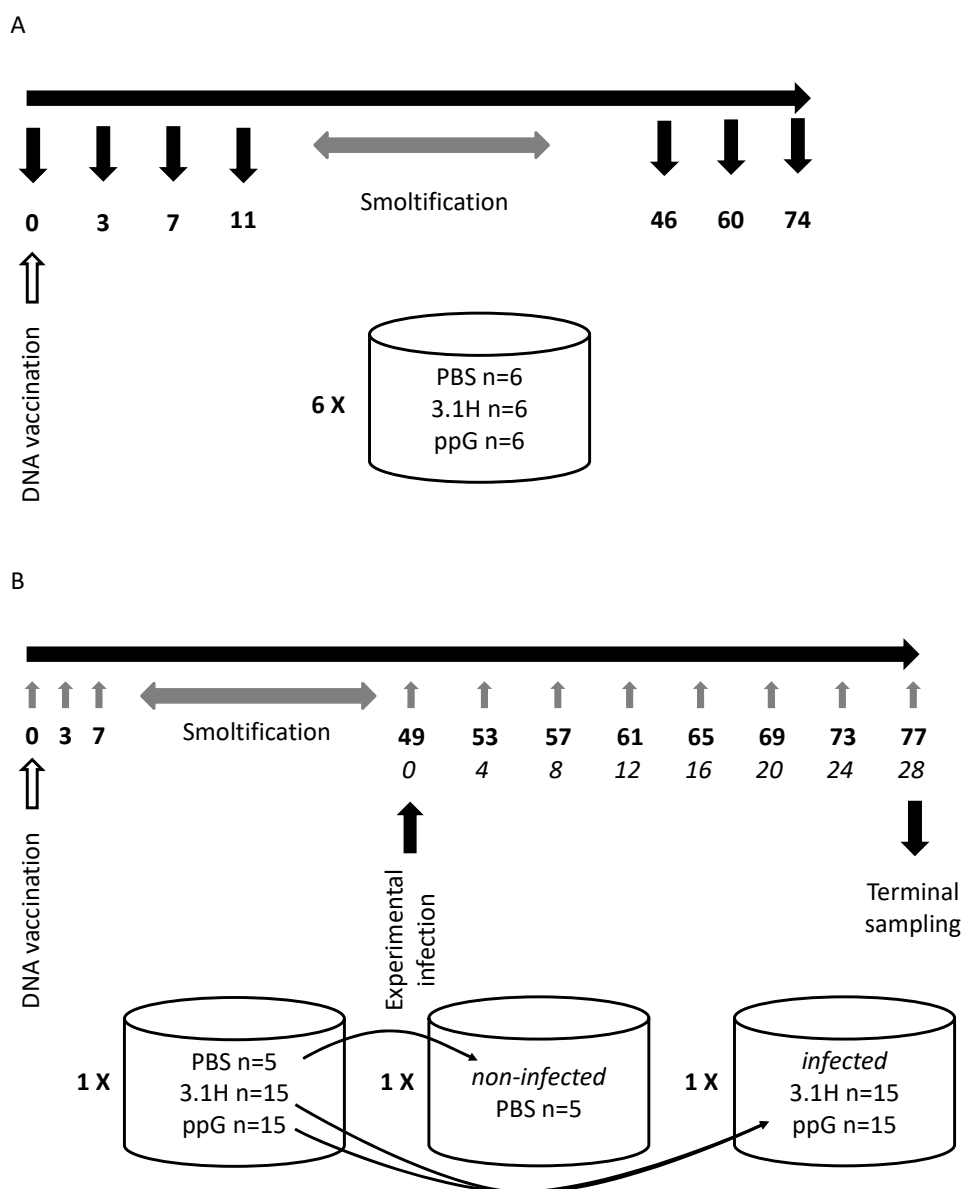 A
0 3 7 11 46 60 74
Smoltification
DNA vaccination
6 X
PBS n=6
3.1H n=6
ppG n=6
B
0 3 7 49 53 57 61 65 69 73 77
Smoltification
0 4 8 12 16 20 24 28
DNA vaccination
Experimental
infection
Terminal
sampling
1 X
PBS n=5
3.1H n=15
ppG n=15
1 X
non-infected
PBS n=5
1 X
infected
3.1H n=15
ppG n=15